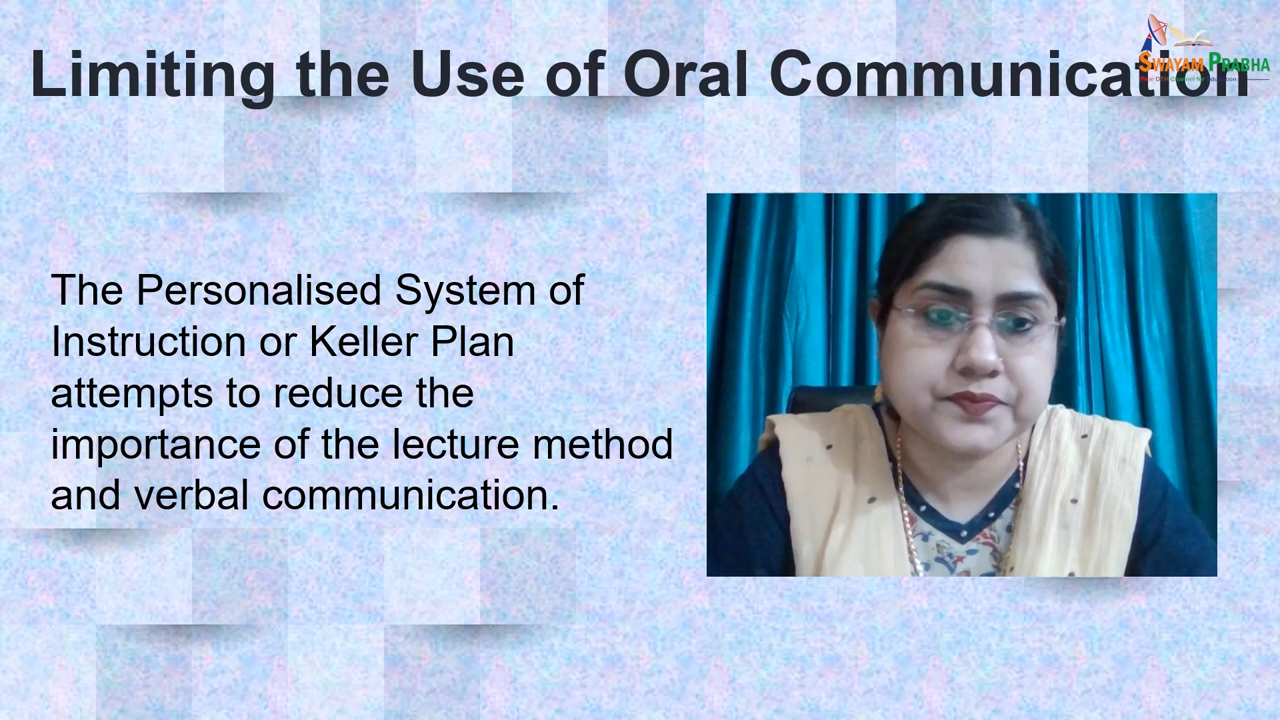 Limiting the Use of Oral Communication
SWAYAM PRABHA
The Personalised System of
Instruction or Keller Plan
attempts to reduce the
importance of the lecture method
and verbal communication.